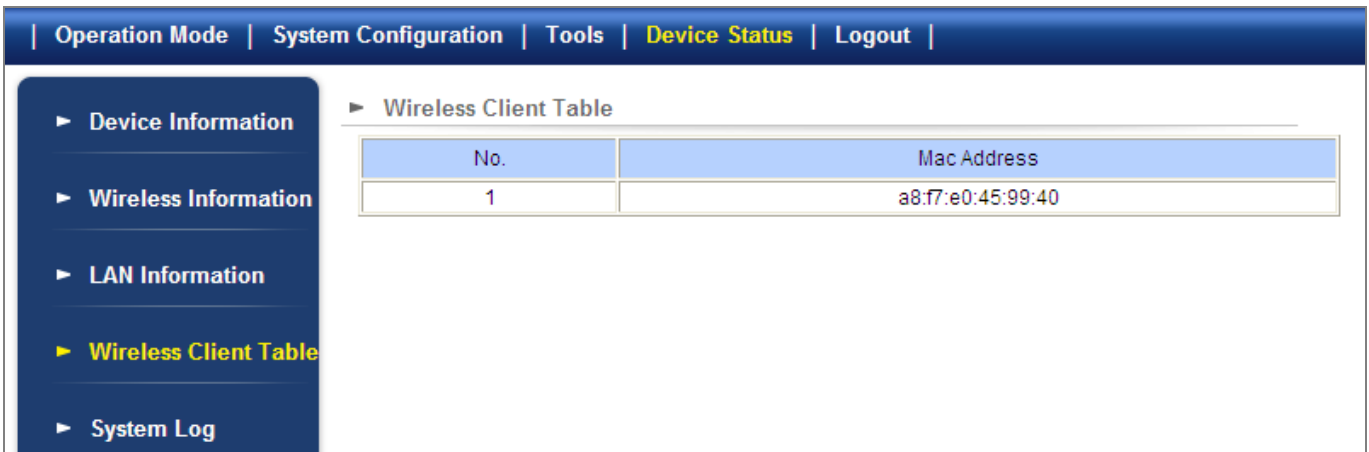 | Operation Mode | System Configuration | Tools | Device Status | Logout |
Device Information
Wireless Information
LAN Information
Wireless Client Table
System Log
Wireless Client Table
No. Mac Address
1 a8:f7:e0:45:99:40